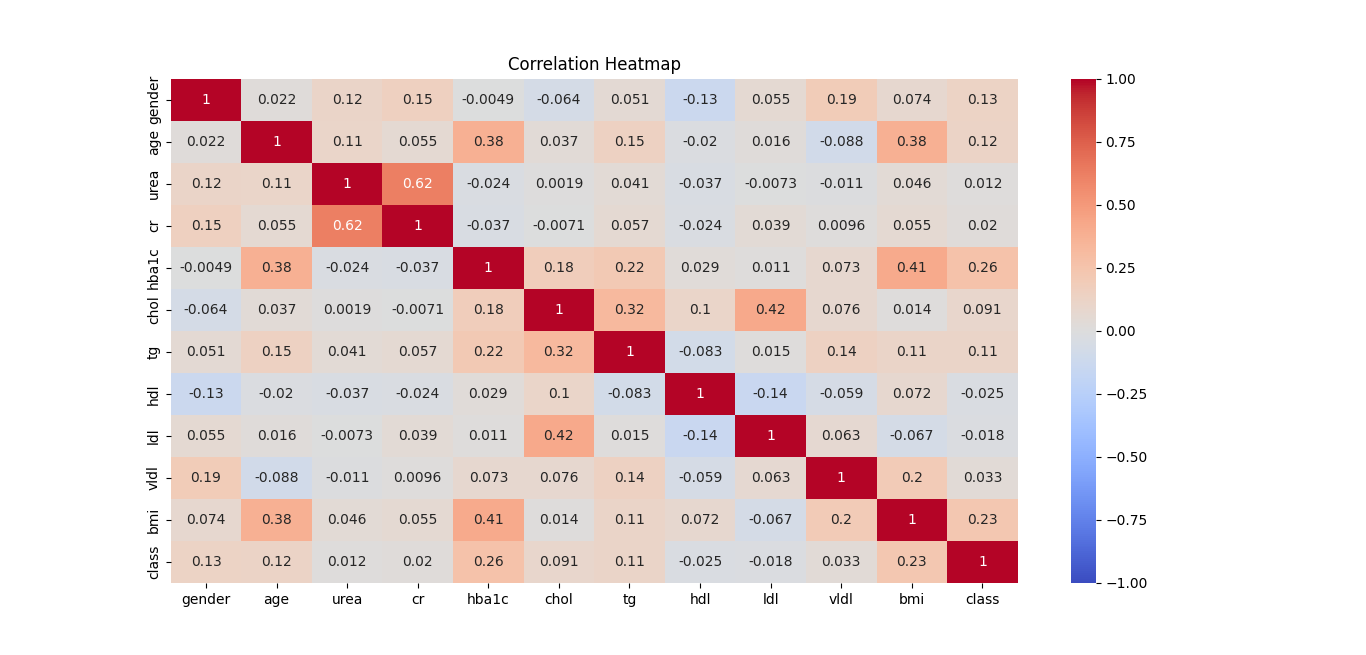 Correlation Heatmap
gender 1 0.022 0.12 0.15 -0.0049 -0.064 0.051 -0.13 0.055 0.19 0.074 0.13
age 0.022 1 0.11 0.055 0.38 0.037 0.15 -0.02 0.016 -0.088 0.38 0.12
urea 0.12 0.11 1 0.62 -0.024 0.0019 0.041 -0.037 -0.0073 -0.011 0.046 0.012
cr 0.15 0.055 0.62 1 -0.037 -0.0071 0.057 -0.024 0.039 0.0096 0.055 0.02
hba1c -0.0049 0.38 -0.024 -0.037 1 0.18 0.22 0.029 0.011 0.073 0.41 0.26
chol -0.064 0.037 0.0019 -0.0071 0.18 1 0.32 0.1 0.42 0.076 0.014 0.091
tg 0.051 0.15 0.041 0.057 0.22 0.32 1 -0.083 0.015 0.14 0.11 0.11
hdl -0.13 -0.02 -0.037 -0.024 0.029 0.1 -0.083 1 -0.14 -0.059 0.072 -0.025
ldl 0.055 0.016 -0.0073 0.039 0.011 0.42 0.015 -0.14 1 0.063 -0.067 -0.018
vldl 0.19 -0.088 -0.011 0.0096 0.073 0.076 0.14 -0.059 0.063 1 0.2 0.033
bmi 0.074 0.38 0.046 0.055 0.41 0.014 0.11 0.072 -0.067 0.2 1 0.23
class 0.13 0.12 0.012 0.02 0.26 0.091 0.11 -0.025 -0.018 0.033 0.23 1
gender age urea cr hba1c chol tg hdl ldl vldl bmi class
1.00
0.75
0.50
0.25
0.00
−0.25
−0.50
−0.75
−1.00